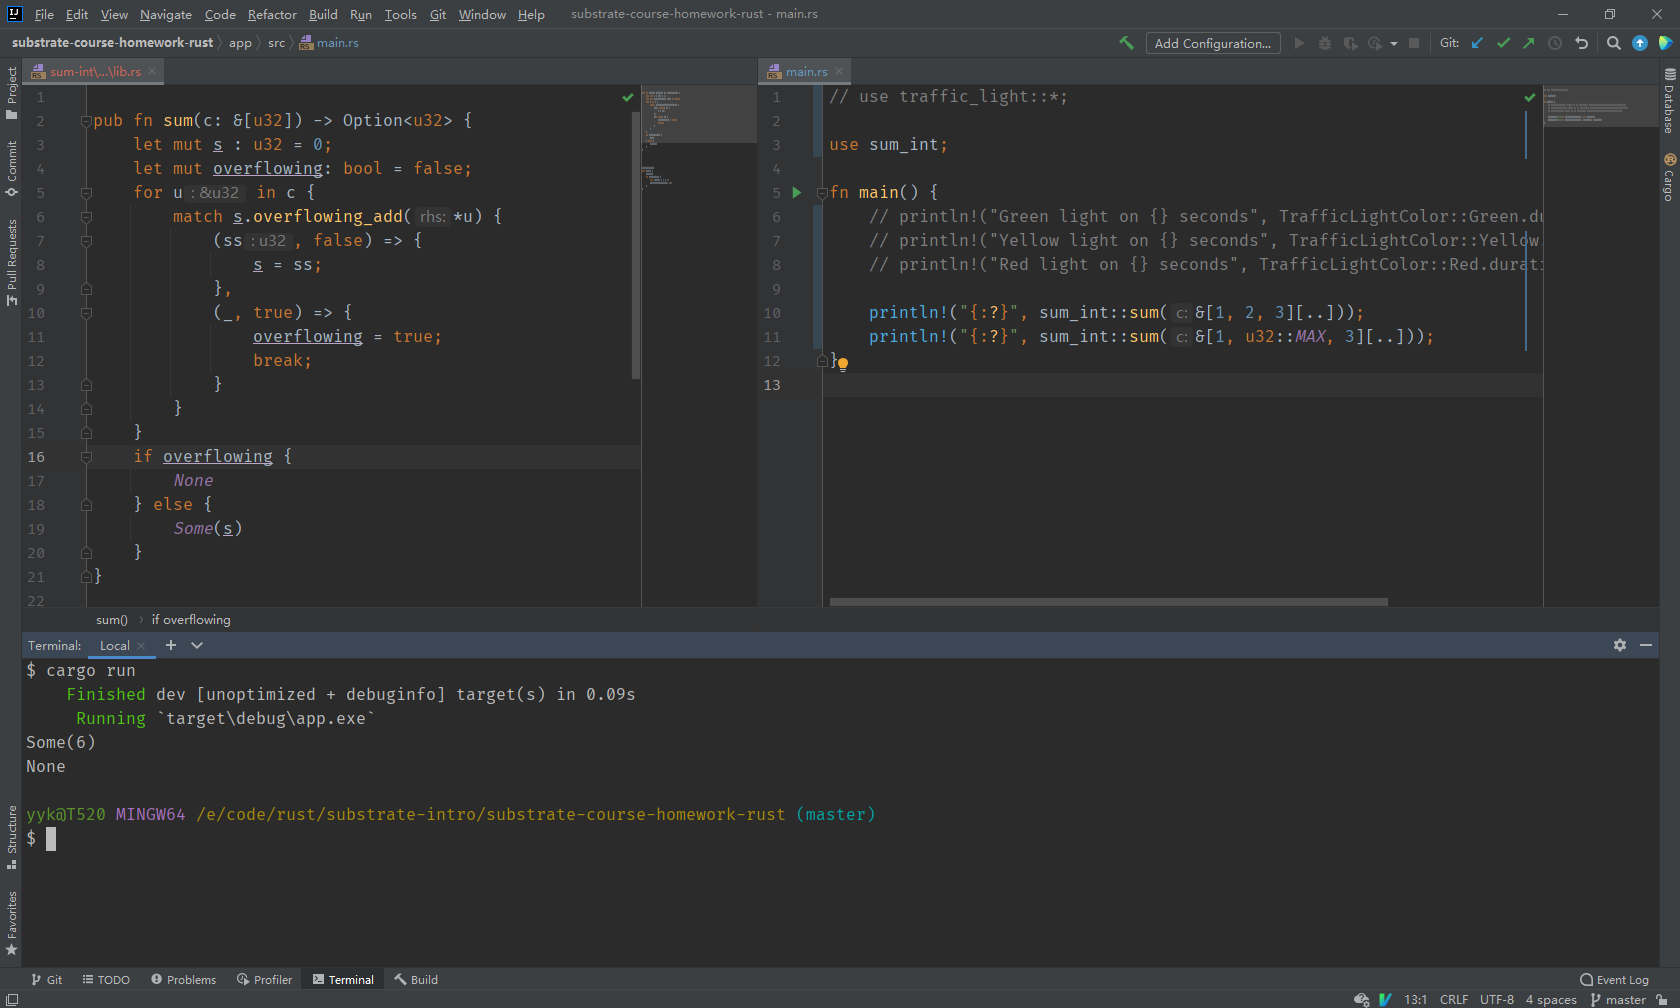 File Edit View Navigate Code Refactor Build Run Tools Git Window Help substrate-course-homework-rust - main.rs
substrate-course-homework-rust app src main.rs Add Configuration... Git:
sum-int\...\lib.rs main.rs
Project
Commit
Pull Requests
Structure
Favorites
1
2 pub fn sum(c: &[u32]) -> Option<u32> {
3 let mut s : u32 = 0;
4 let mut overflowing: bool = false;
5 for u : &u32 in c {
6 match s.overflowing_add( rhs: *u) {
7 (ss : u32 , false) => {
8 s = ss;
9 },
10 (_, true) => {
11 overflowing = true;
12 break;
13 }
14 }
15 }
16 if overflowing {
17 None
18 } else {
19 Some(s)
20 }
21 }
22
sum() › if overflowing
1 // use traffic_light::*;
2
3 use sum_int;
4
5 fn main() {
6 // println!("Green light on {} seconds", TrafficLightColor::Green.du
7 // println!("Yellow light on {} seconds", TrafficLightColor::Yellow.
8 // println!("Red light on {} seconds", TrafficLightColor::Red.durati
9
10 println!("{:?}", sum_int::sum( c: &[1, 2, 3][..]));
11 println!("{:?}", sum_int::sum( c: &[1, u32::MAX, 3][..]));
12 }
13
Database
Cargo
Terminal: Local
$ cargo run
Finished dev [unoptimized + debuginfo] target(s) in 0.09s
Running `target\debug\app.exe`
Some(6)
None
yyk@T520 MINGW64 /e/code/rust/substrate-intro/substrate-course-homework-rust (master)
$
Git TODO Problems Profiler Terminal Build Event Log
13:1 CRLF UTF-8 4 spaces master